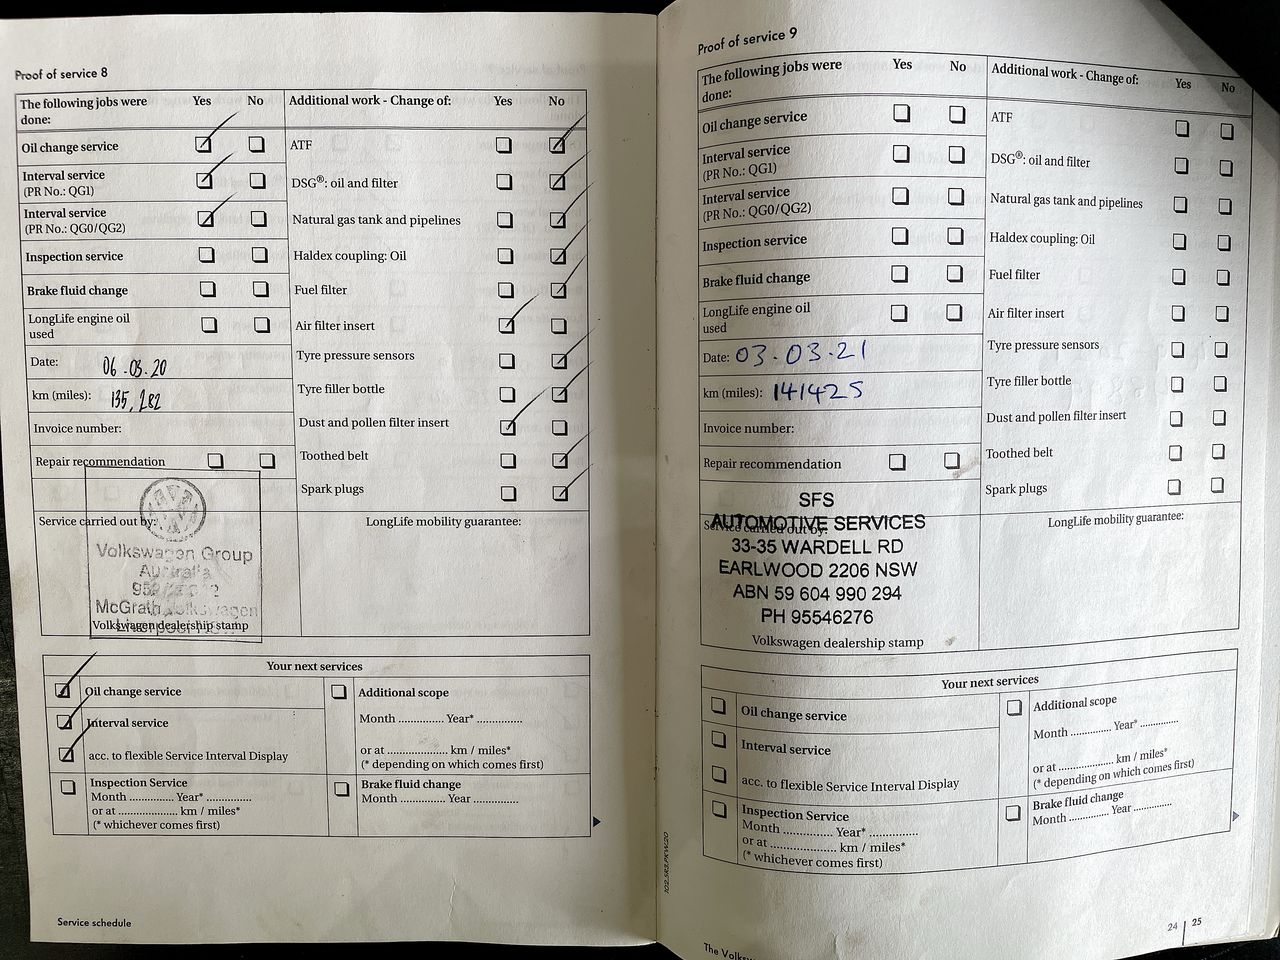 Proof of service 8
The following jobs were done: Yes No Additional work - Change of: Yes No
Oil change service ATF
Interval service (PR No.: QG1) DSG®: oil and filter
Interval service (PR No.: QG0/QG2) Natural gas tank and pipelines
Inspection service Haldex coupling: Oil
Brake fluid change Fuel filter
LongLife engine oil used Air filter insert
Date: 06-03.20 Tyre pressure sensors
km (miles): 135,282 Tyre filler bottle
Invoice number: Dust and pollen filter insert
Repair recommendation Toothed belt
Spark plugs
Service carried out by: LongLife mobility guarantee:
Volkswagen Group
Australia
McGrath Volkswagen
Liverpool
Volkswagen dealership stamp
Your next services
Oil change service Additional scope
Interval service Month .............. Year* ..............
acc. to flexible Service Interval Display or at .................... km / miles*
(* depending on which comes first)
Inspection Service Brake fluid change
Month .............. Year* .............. Month .............. Year ..............
or at .................... km / miles*
(* whichever comes first)
Service schedule
Proof of service 9
The following jobs were done: Yes No Additional work - Change of: Yes No
Oil change service ATF
Interval service (PR No.: QG1) DSG®: oil and filter
Interval service (PR No.: QG0/QG2) Natural gas tank and pipelines
Inspection service Haldex coupling: Oil
Brake fluid change Fuel filter
LongLife engine oil used Air filter insert
Date: 03-03-21 Tyre pressure sensors
km (miles): 141425 Tyre filler bottle
Invoice number: Dust and pollen filter insert
Repair recommendation Toothed belt
Spark plugs
Service carried out by: LongLife mobility guarantee:
SFS
AUTOMOTIVE SERVICES
33-35 WARDELL RD
EARLWOOD 2206 NSW
ABN 59 604 990 294
PH 95546276
Volkswagen dealership stamp
Your next services
Oil change service Additional scope
Interval service Month .............. Year* ..............
acc. to flexible Service Interval Display or at .................... km / miles*
(* depending on which comes first)
Inspection Service Brake fluid change
Month .............. Year* .............. Month .............. Year ..............
or at .................... km / miles*
(* whichever comes first)
24 | 25
The